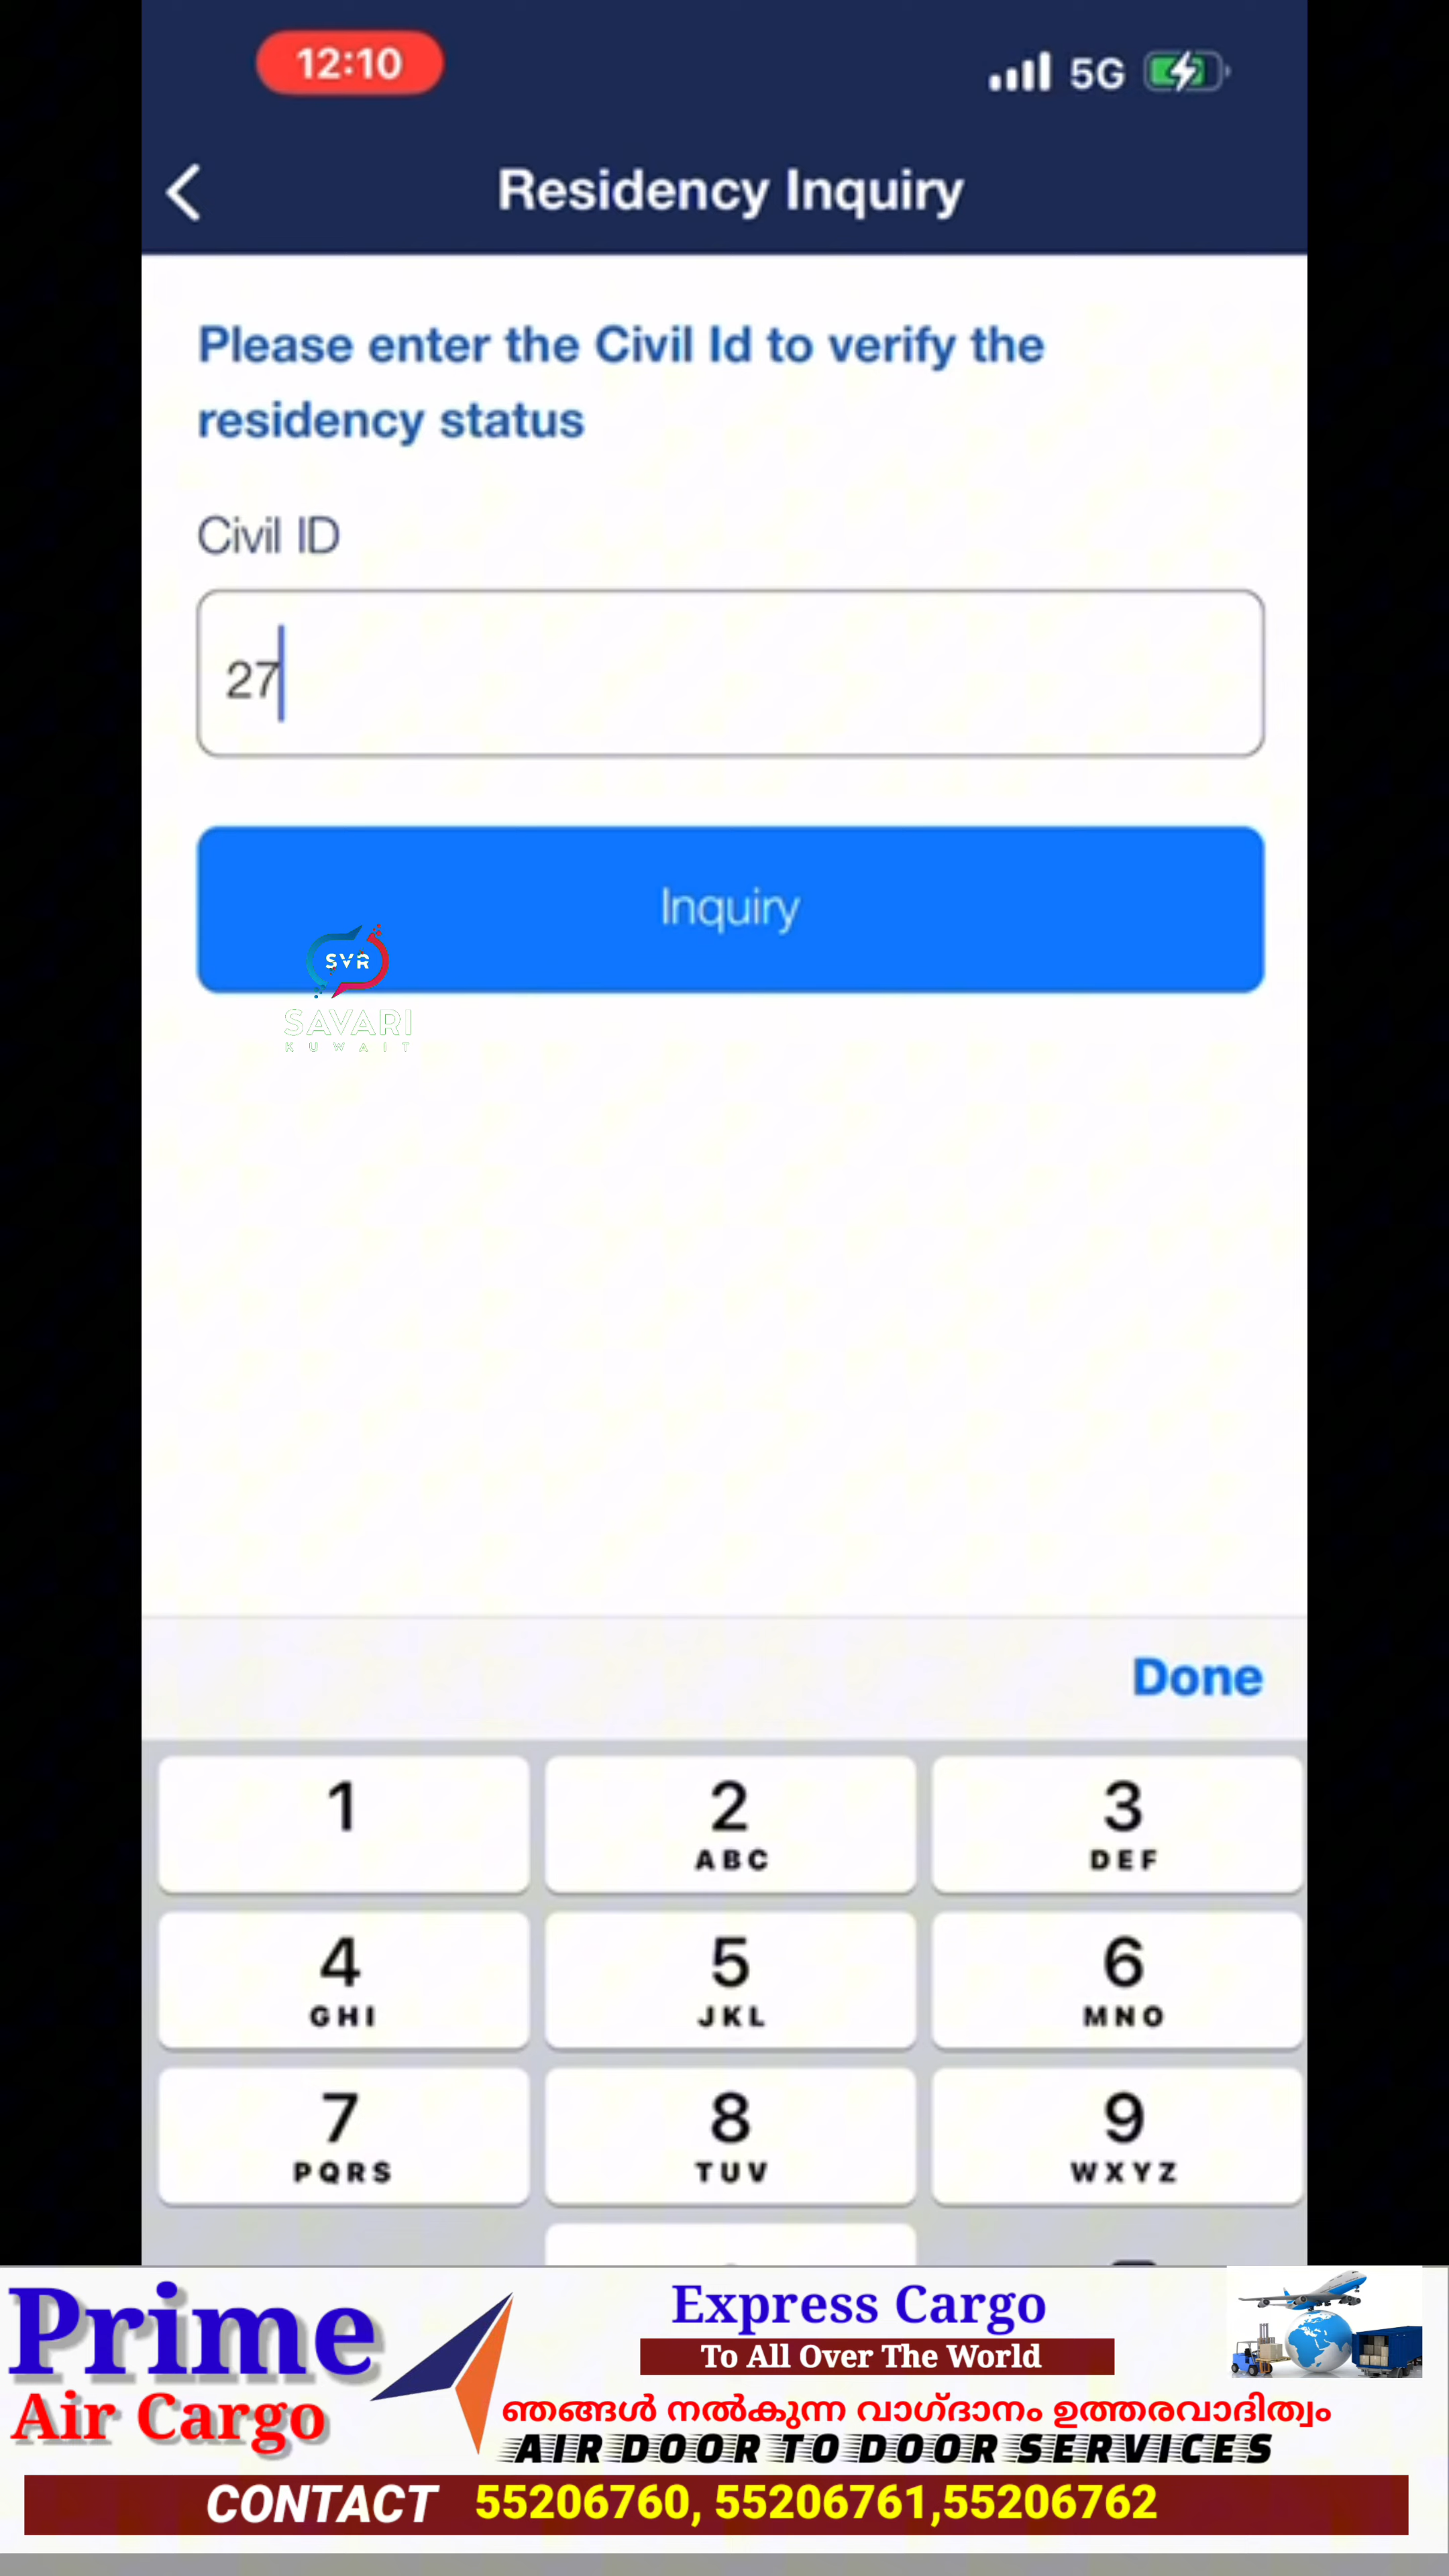 12:10
5G
Residency Inquiry
Please enter the Civil Id to verify the
residency status
Civil ID
27
Inquiry
SVR
SAVARI
KUWAIT
Done
1
2
ABC
3
DEF
4
GHI
5
JKL
6
MNO
7
PQRS
8
TUV
9
WXYZ
Prime
Air Cargo
Express Cargo
To All Over The World
ഞങ്ങൾ നൽകുന്ന വാഗ്ദാനം ഉത്തരവാദിത്വം
AIR DOOR TO DOOR SERVICES
CONTACT 55206760, 55206761,55206762